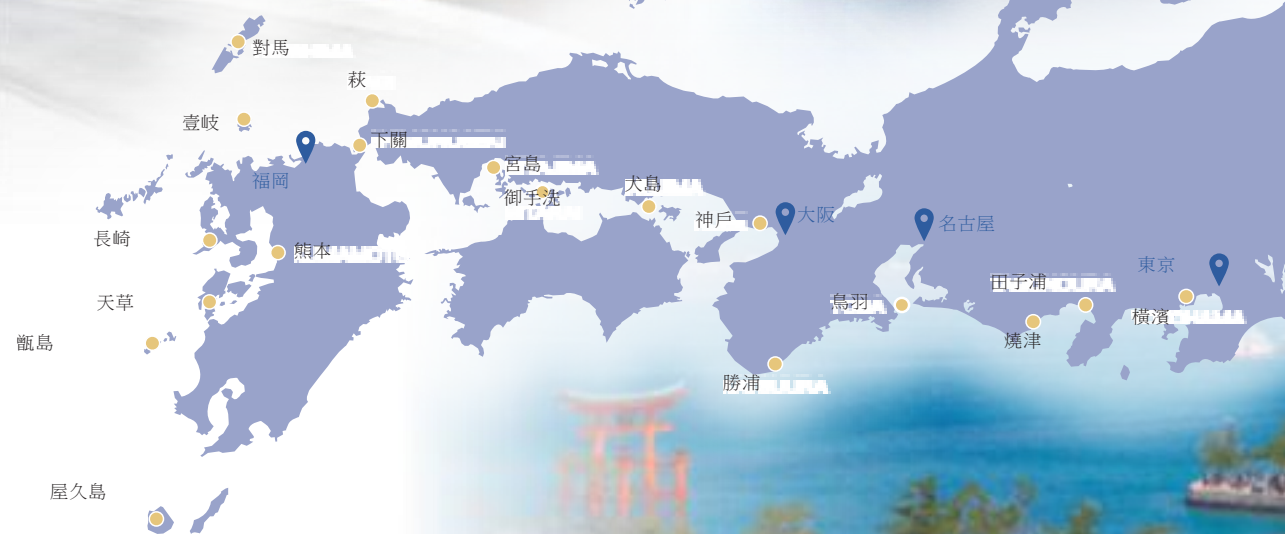 對馬
萩
壹岐
下關
福岡
宮島
御手洗
犬島
神戶
大阪
名古屋
長崎
熊本
天草
東京
田子浦
鳥羽
橫濱
甑島
燒津
勝浦
屋久島